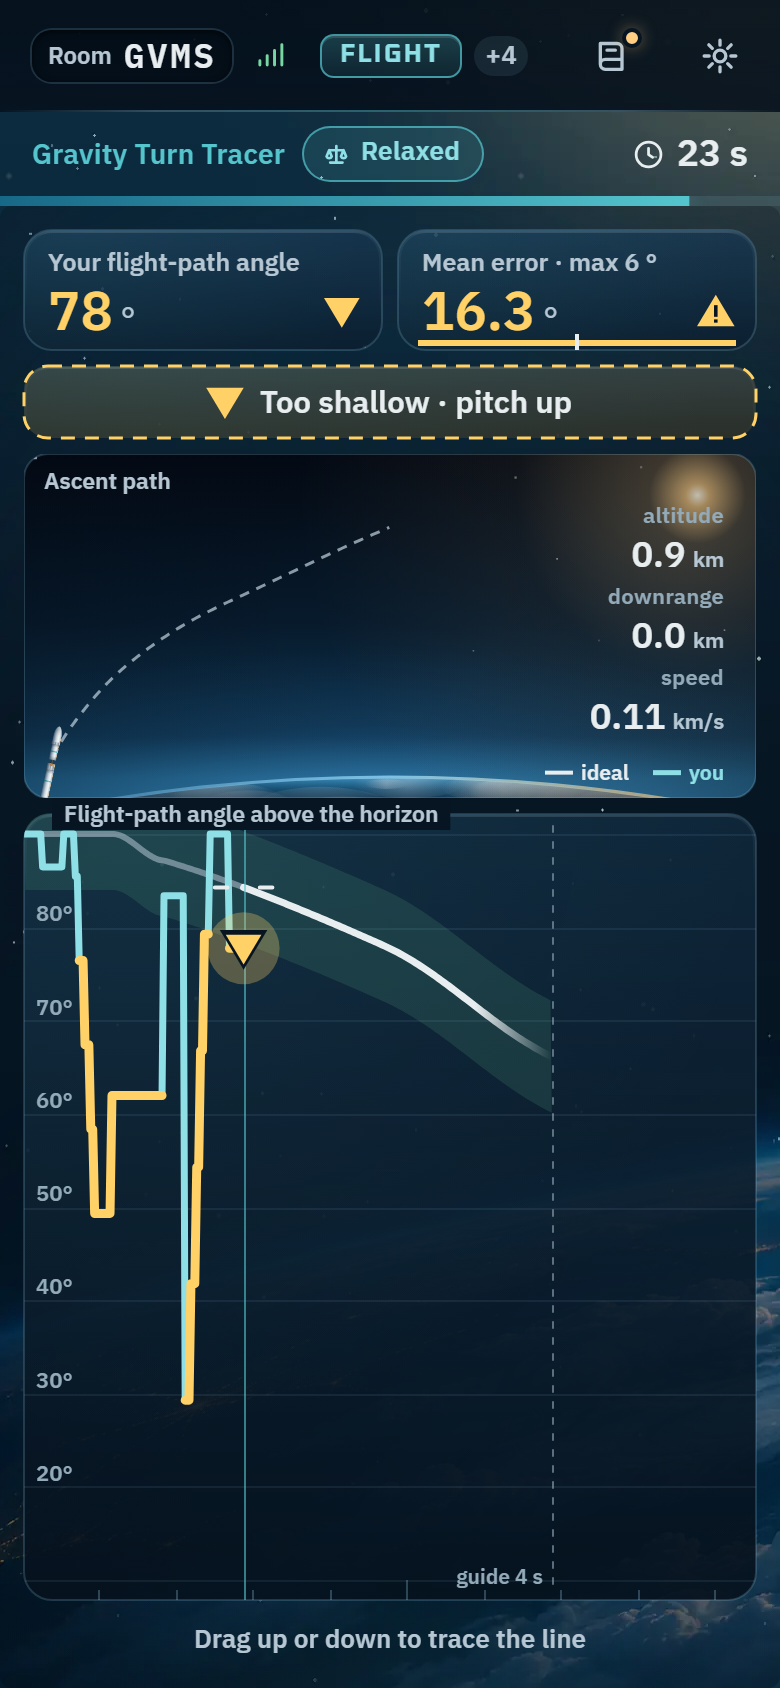 Room GVMS
FLIGHT
+4
Gravity Turn Tracer
Relaxed
23 s
Your flight-path angle
78 °
Mean error · max 6 °
16.3 °
Too shallow · pitch up
Ascent path
altitude
0.9 km
downrange
0.0 km
speed
0.11 km/s
ideal
you
Flight-path angle above the horizon
80°
70°
60°
50°
40°
30°
20°
guide 4 s
Drag up or down to trace the line